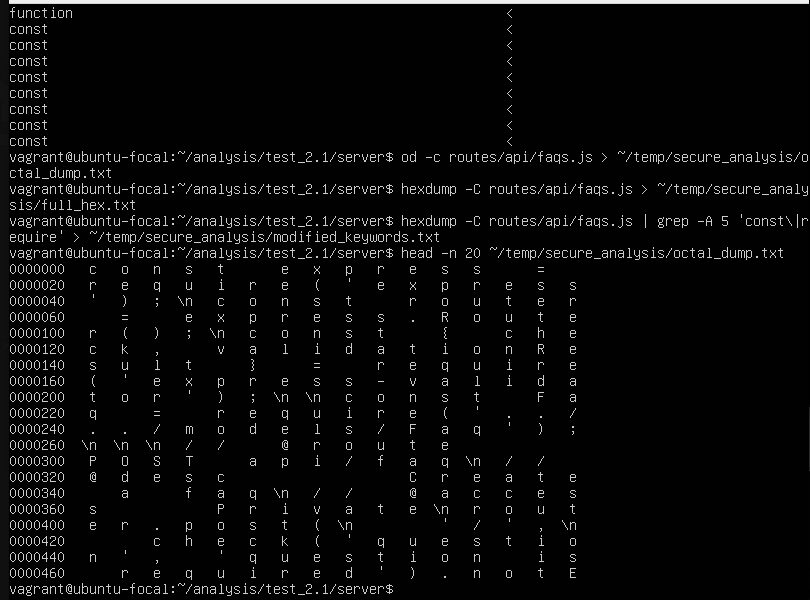 function <
const <
const <
const <
const <
const <
const <
const <
const <
vagrant@ubuntu-focal:~/analysis/test_2.1/server$ od -c routes/api/faqs.js > ~/temp/secure_analysis/o
ctal_dump.txt
vagrant@ubuntu-focal:~/analysis/test_2.1/server$ hexdump -C routes/api/faqs.js > ~/temp/secure_analy
sis/full_hex.txt
vagrant@ubuntu-focal:~/analysis/test_2.1/server$ hexdump -C routes/api/faqs.js | grep -A 5 'const\|r
equire' > ~/temp/secure_analysis/modified_keywords.txt
vagrant@ubuntu-focal:~/analysis/test_2.1/server$ head -n 20 ~/temp/secure_analysis/octal_dump.txt
0000000 c o n s t e x p r e s s =
0000020 r e q u i r e ( ' e x p r e s s
0000040 ' ) ; \n c o n s t r o u t e r
0000060 = e x p r e s s . R o u t e
0000100 r ( ) ; \n c o n s t { c h e
0000120 c k , v a l i d a t i o n R e
0000140 s u l t } = r e q u i r e
0000160 ( ' e x p r e s s - v a l i d a
0000200 t o r ' ) ; \n \n c o n s t F a
0000220 q = r e q u i r e ( ' . . /
0000240 . . / m o d e l s / F a q ' ) ;
0000260 \n \n \n / / @ r o u t e
0000300 P O S T a p i / f a q \n / /
0000320 @ d e s c C r e a t e
0000340 a f a q \n / / @ a c c e s
0000360 s P r i v a t e \n r o u t
0000400 e r . p o s t ( \n ' / ' , \n
0000420 c h e c k ( ' q u e s t i o
0000440 n ' , ' q u e s t i o n i s
0000460 r e q u i r e d ' ) . n o t E
vagrant@ubuntu-focal:~/analysis/test_2.1/server$